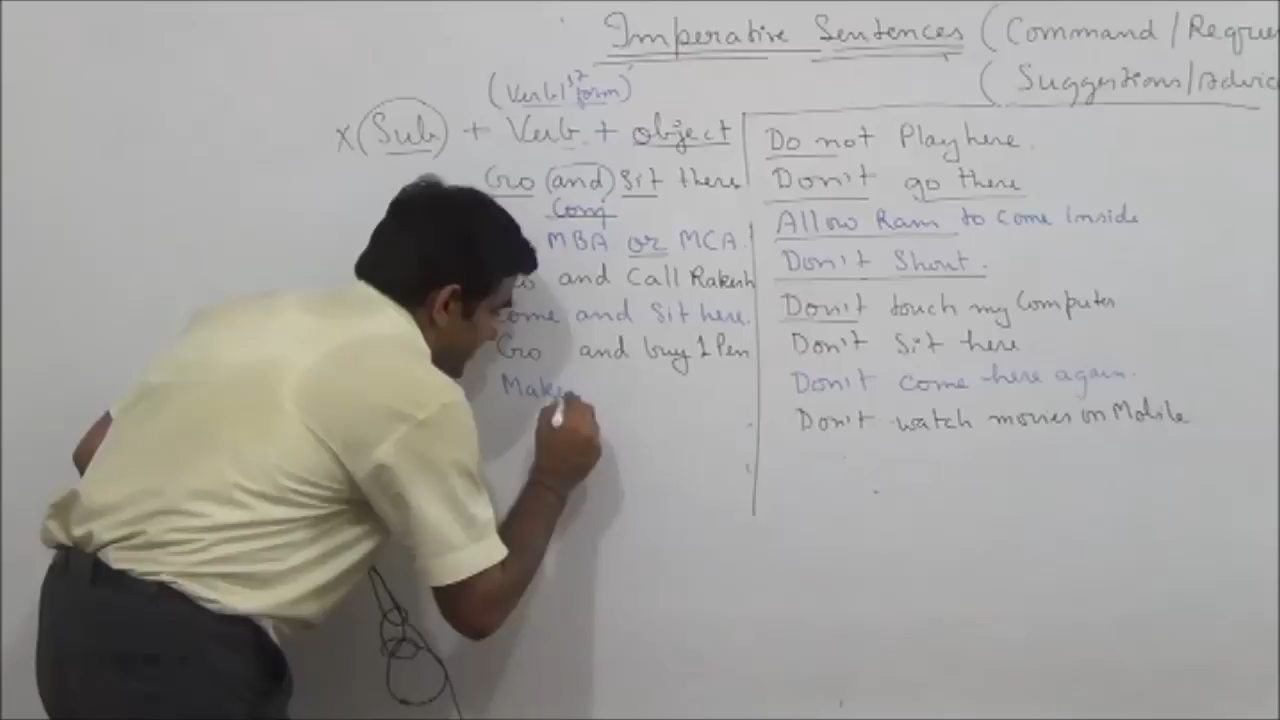 Imperative Sentences (Command / Reque
(Suggestions/Advic
(Verb 1st form)
x (Sub) + Verb + object
Go (and) Sit there
Conj
MBA or MCA.
and Call Rakesh
ome and Sit here.
Go and buy 1 Pen
Make
Do not Play here.
Don't go there
Allow Ram to Come inside
Don't Shout.
Don't touch my Computer
Don't Sit here
Don't come here again.
Don't watch movies on Mobile